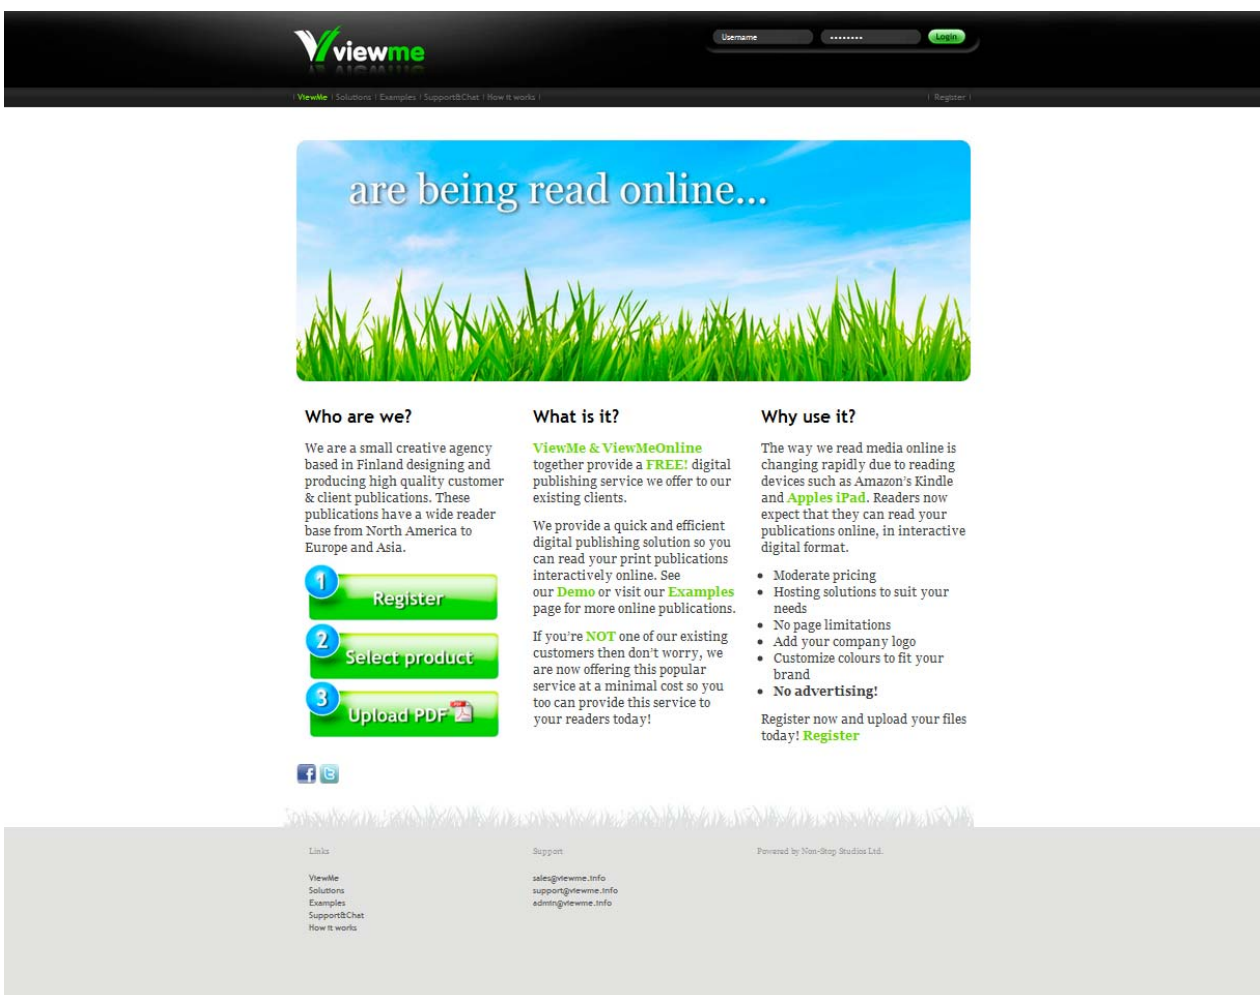 viewme
Username
••••••••
Login
| ViewMe | Solutions | Examples | Support&Chat | How it works |
| Register |
are being read online...
Who are we?
We are a small creative agency
based in Finland designing and
producing high quality customer
& client publications. These
publications have a wide reader
base from North America to
Europe and Asia.
1
Register
2
Select product
3
Upload PDF
What is it?
ViewMe & ViewMeOnline
together provide a FREE! digital
publishing service we offer to our
existing clients.
We provide a quick and efficient
digital publishing solution so you
can read your print publications
interactively online. See
our Demo or visit our Examples
page for more online publications.
If you're NOT one of our existing
customers then don't worry, we
are now offering this popular
service at a minimal cost so you
too can provide this service to
your readers today!
Why use it?
The way we read media online is
changing rapidly due to reading
devices such as Amazon's Kindle
and Apples iPad. Readers now
expect that they can read your
publications online, in interactive
digital format.
• Moderate pricing
• Hosting solutions to suit your
needs
• No page limitations
• Add your company logo
• Customize colours to fit your
brand
• No advertising!
Register now and upload your files
today! Register
Links
ViewMe
Solutions
Examples
Support&Chat
How it works
Support
sales@viewme.info
support@viewme.info
admin@viewme.info
Powered by Non-Stop Studios Ltd.